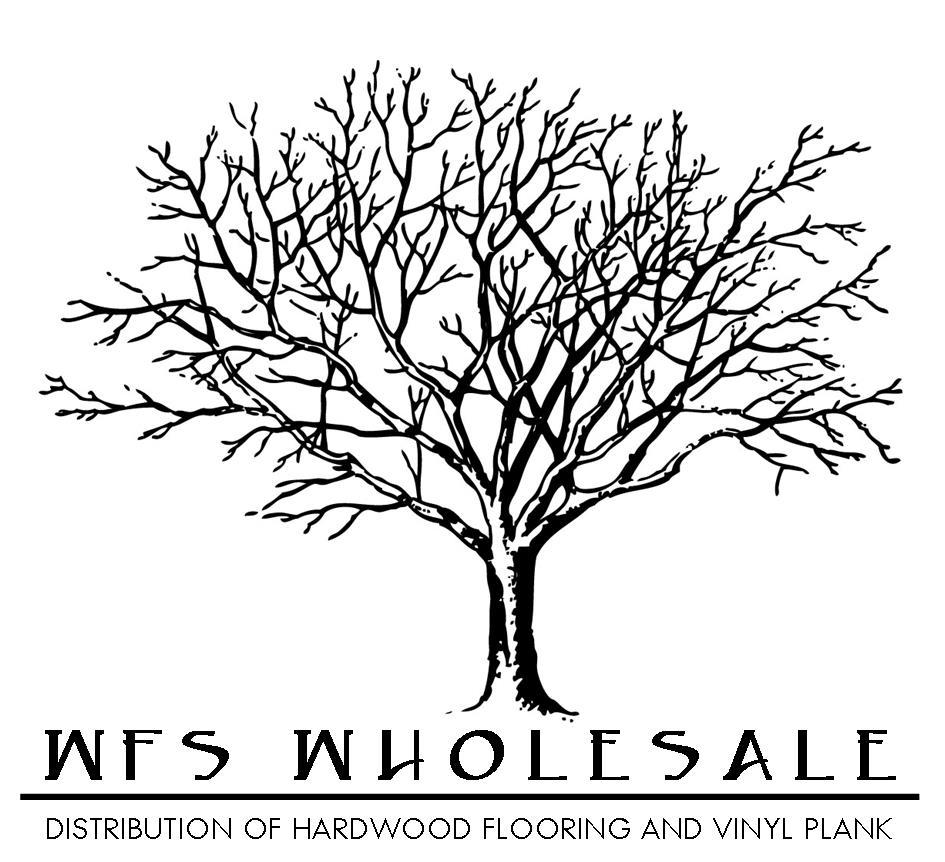 WFS WHOLESALE
DISTRIBUTION OF HARDWOOD FLOORING AND VINYL PLANK